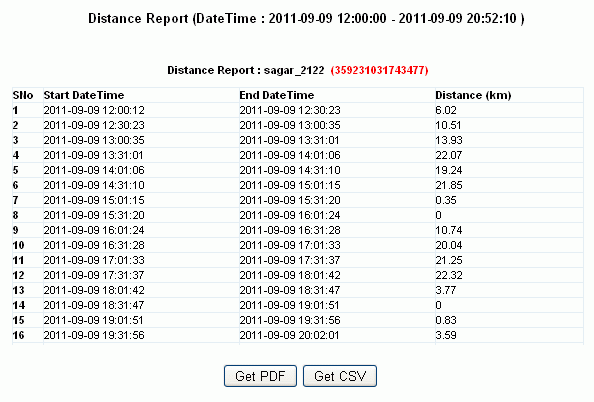 Distance Report (DateTime : 2011-09-09 12:00:00 - 2011-09-09 20:52:10 )
Distance Report : sagar_2122 (359231031743477)
SNo Start DateTime End DateTime Distance (km)
1 2011-09-09 12:00:12 2011-09-09 12:30:23 6.02
2 2011-09-09 12:30:23 2011-09-09 13:00:35 10.51
3 2011-09-09 13:00:35 2011-09-09 13:31:01 13.93
4 2011-09-09 13:31:01 2011-09-09 14:01:06 22.07
5 2011-09-09 14:01:06 2011-09-09 14:31:10 19.24
6 2011-09-09 14:31:10 2011-09-09 15:01:15 21.85
7 2011-09-09 15:01:15 2011-09-09 15:31:20 0.35
8 2011-09-09 15:31:20 2011-09-09 16:01:24 0
9 2011-09-09 16:01:24 2011-09-09 16:31:28 10.74
10 2011-09-09 16:31:28 2011-09-09 17:01:33 20.04
11 2011-09-09 17:01:33 2011-09-09 17:31:37 21.25
12 2011-09-09 17:31:37 2011-09-09 18:01:42 22.32
13 2011-09-09 18:01:42 2011-09-09 18:31:47 3.77
14 2011-09-09 18:31:47 2011-09-09 19:01:51 0
15 2011-09-09 19:01:51 2011-09-09 19:31:56 0.83
16 2011-09-09 19:31:56 2011-09-09 20:02:01 3.59
Get PDF Get CSV